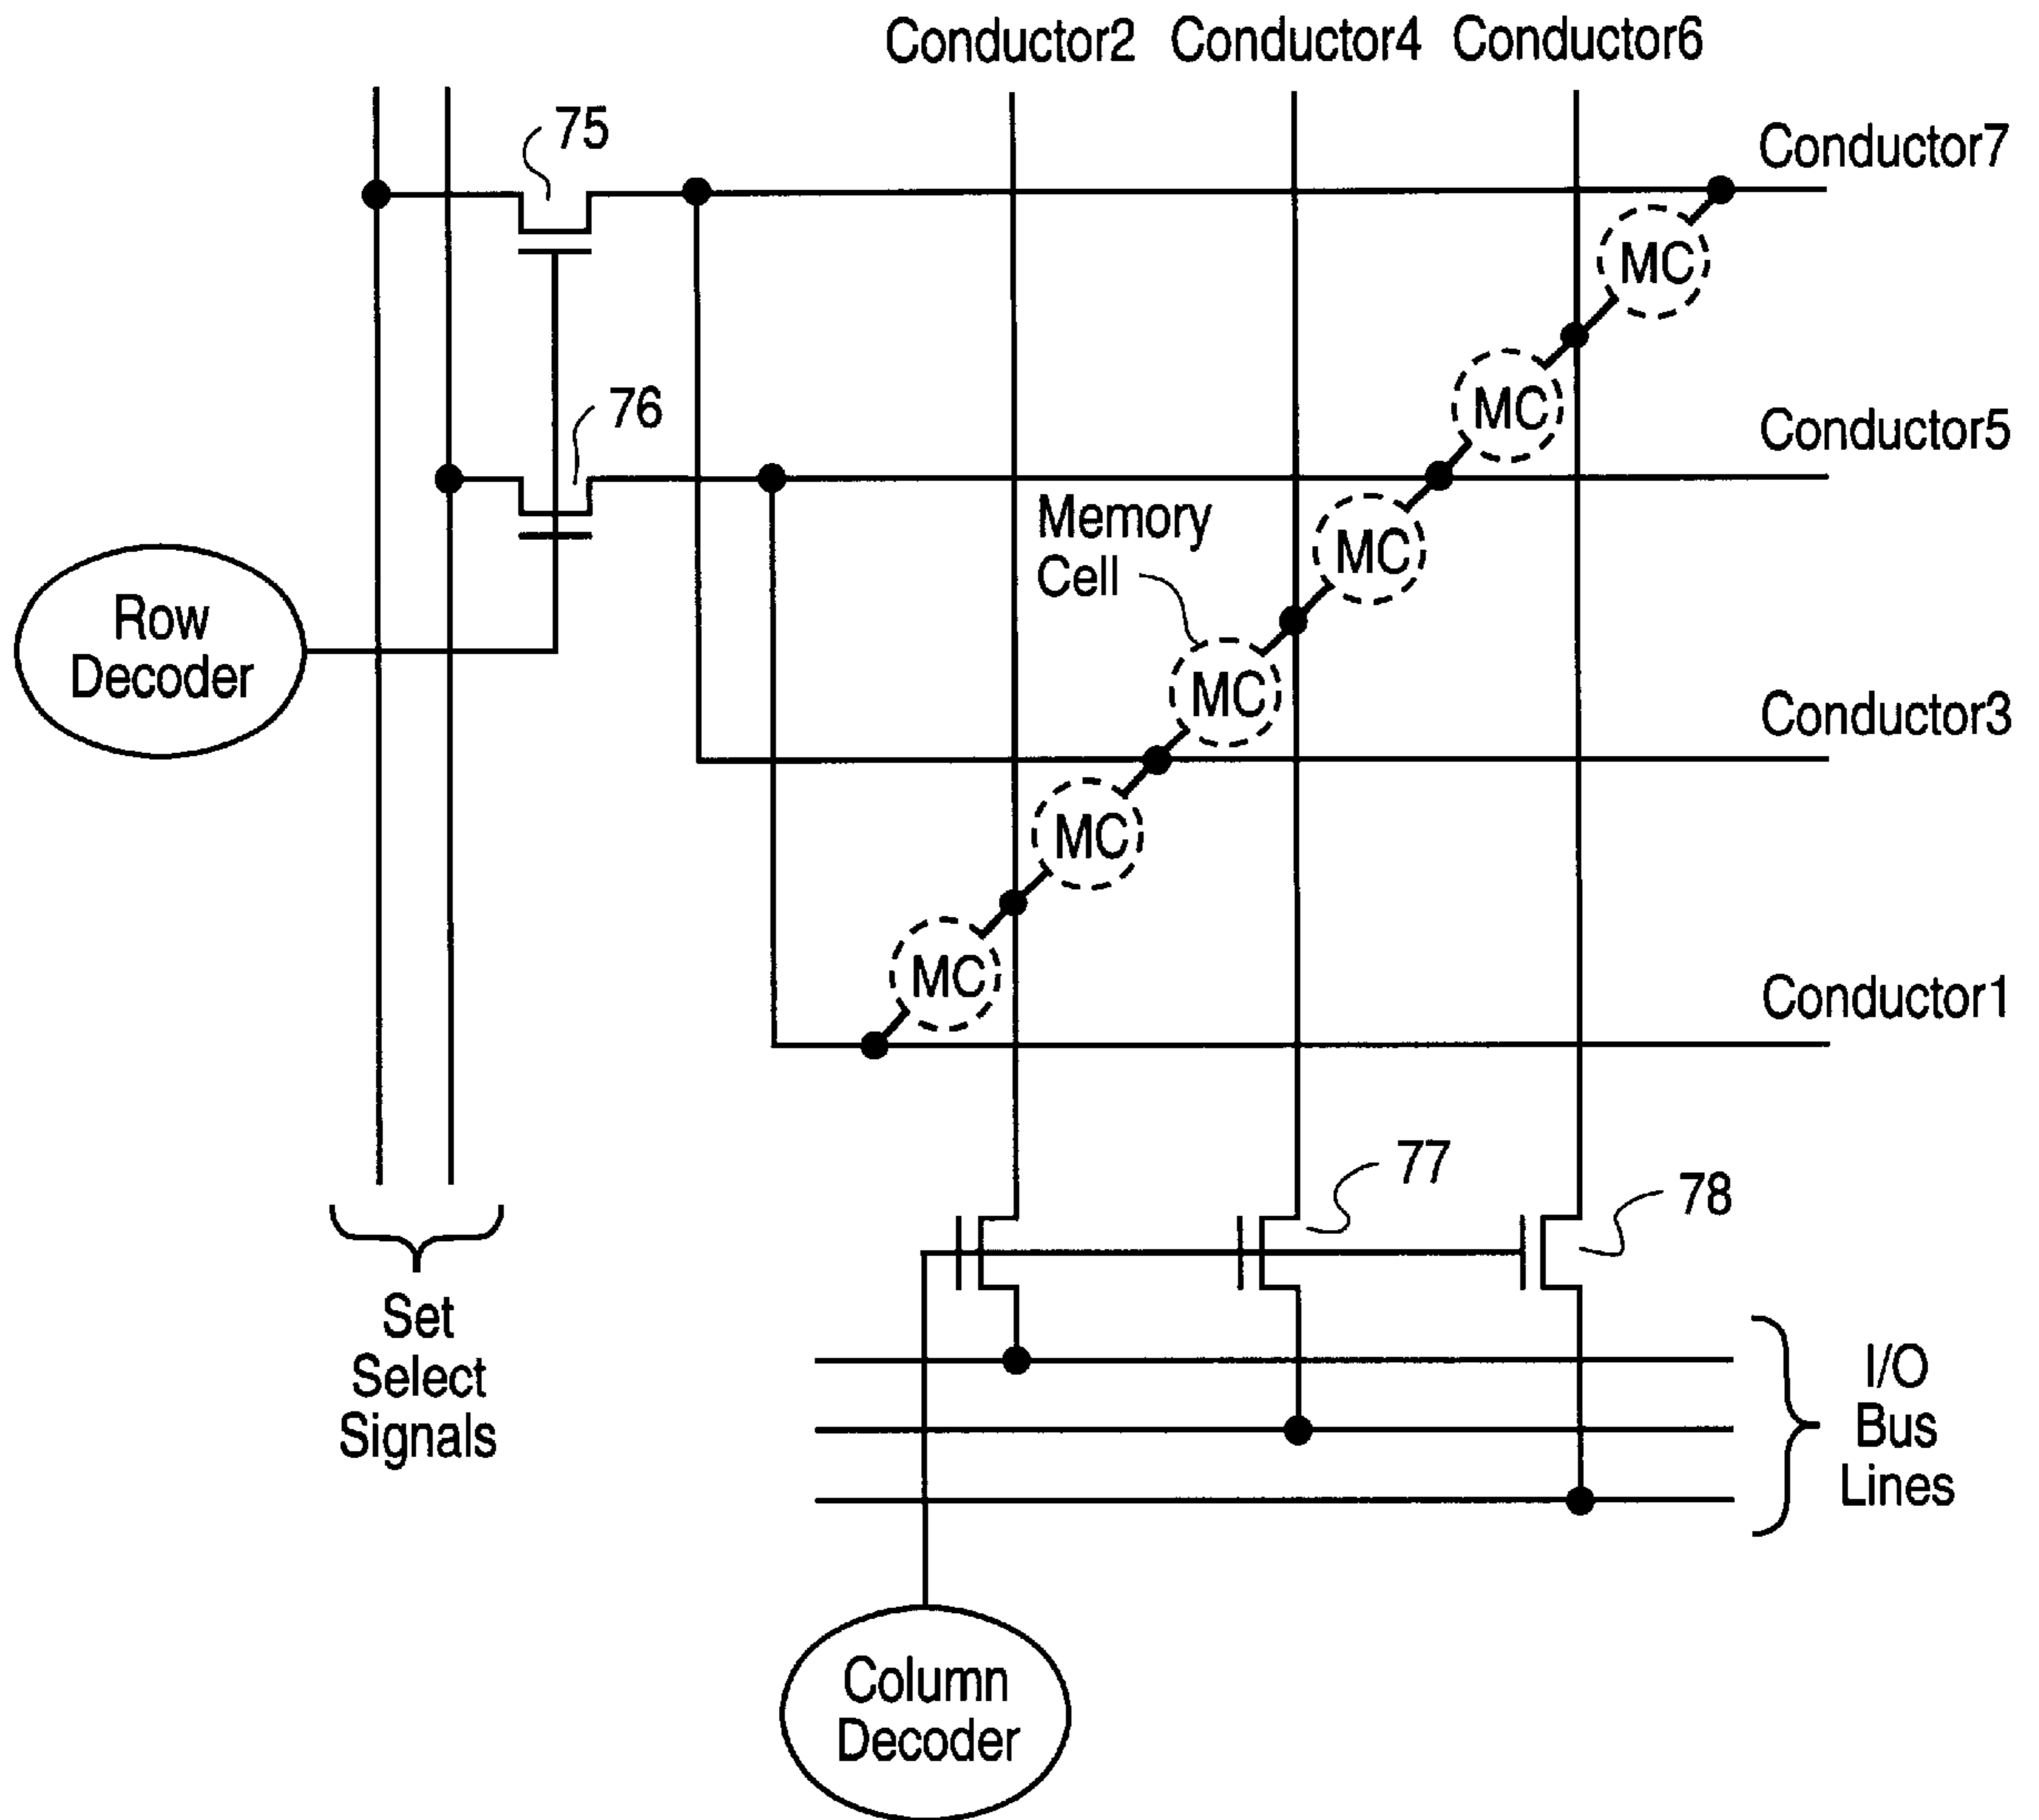 Conductor2 Conductor4 Conductor6
75
Conductor7
MC
76
MC
Conductor5
Memory
Cell
MC
Row
Decoder
MC
Conductor3
MC
MC
Conductor1
77
78
Set
Select
Signals
I/O
Bus
Lines
Column
Decoder